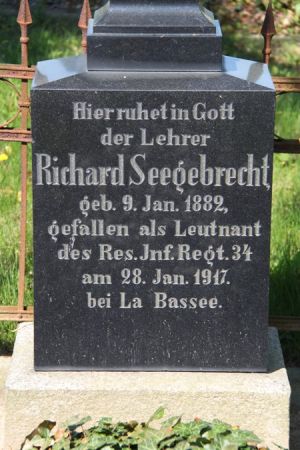 Hier ruhet in Gott
der Lehrer
Richard Seegebrecht
geb. 9. Jan. 1882,
gefallen als Leutnant
des Res. Jnf. Regt. 34
am 28. Jan. 1917.
bei La Bassee.